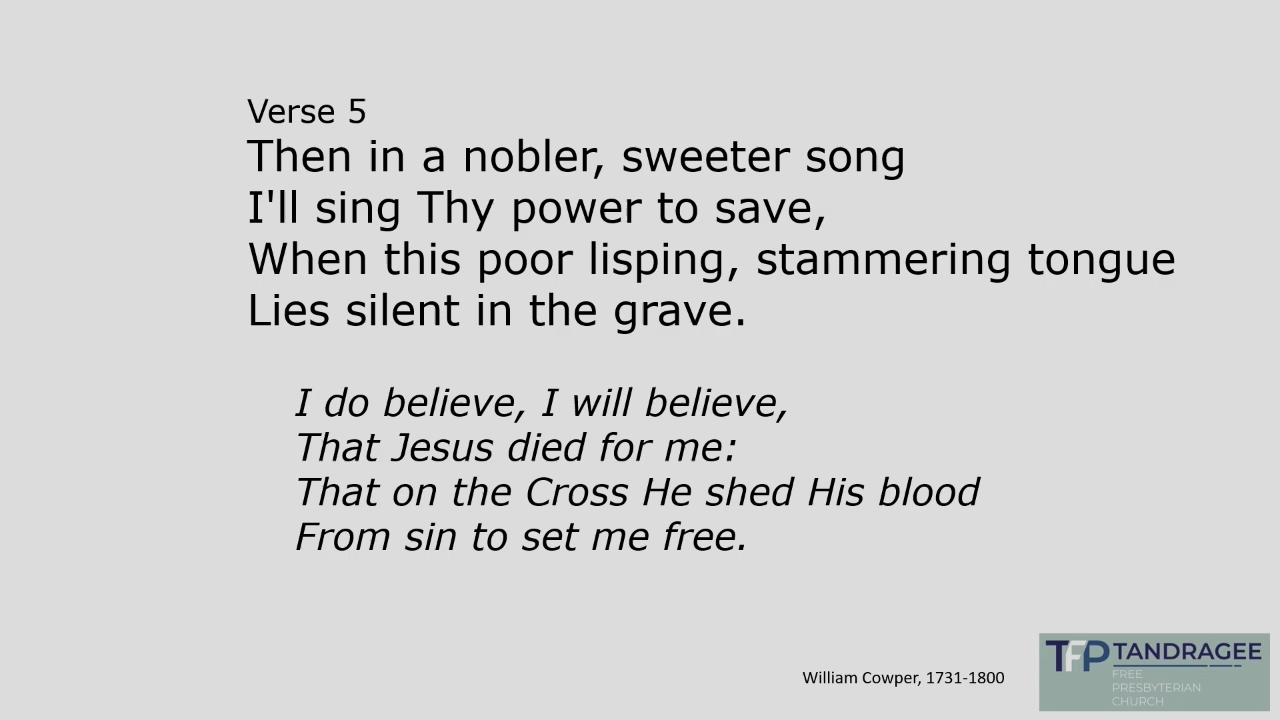 Verse 5
Then in a nobler, sweeter song
I'll sing Thy power to save,
When this poor lisping, stammering tongue
Lies silent in the grave.
I do believe, I will believe,
That Jesus died for me:
That on the Cross He shed His blood
From sin to set me free.
William Cowper, 1731-1800
TFP TANDRAGEE
FREE
PRESBYTERIAN
CHURCH